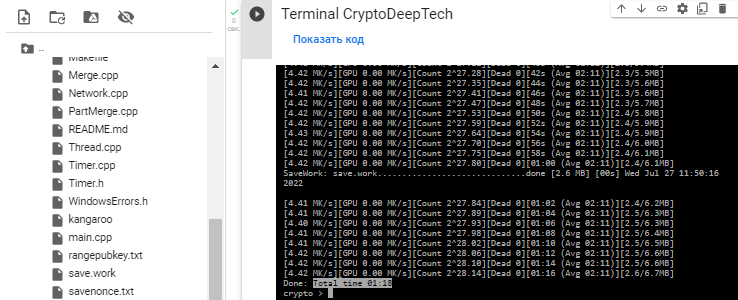 ..
Makefile
Merge.cpp
Network.cpp
PartMerge.cpp
README.md
Thread.cpp
Timer.cpp
Timer.h
WindowsErrors.h
kangaroo
main.cpp
rangepubkey.txt
save.work
savenonce.txt
0
сек.
Terminal CryptoDeepTech
Показать код
[4.42 MK/s][GPU 0.00 MK/s][Count 2^27.28][Dead 0][42s (Avg 02:11)][2.3/5.5MB]
[4.42 MK/s][GPU 0.00 MK/s][Count 2^27.35][Dead 0][44s (Avg 02:11)][2.3/5.6MB]
[4.41 MK/s][GPU 0.00 MK/s][Count 2^27.41][Dead 0][46s (Avg 02:11)][2.3/5.6MB]
[4.42 MK/s][GPU 0.00 MK/s][Count 2^27.47][Dead 0][48s (Avg 02:11)][2.3/5.7MB]
[4.42 MK/s][GPU 0.00 MK/s][Count 2^27.53][Dead 0][50s (Avg 02:11)][2.4/5.8MB]
[4.42 MK/s][GPU 0.00 MK/s][Count 2^27.59][Dead 0][52s (Avg 02:11)][2.4/5.9MB]
[4.43 MK/s][GPU 0.00 MK/s][Count 2^27.64][Dead 0][54s (Avg 02:11)][2.4/5.9MB]
[4.42 MK/s][GPU 0.00 MK/s][Count 2^27.70][Dead 0][56s (Avg 02:11)][2.4/6.0MB]
[4.42 MK/s][GPU 0.00 MK/s][Count 2^27.75][Dead 0][58s (Avg 02:11)][2.4/6.1MB]
[4.42 MK/s][GPU 0.00 MK/s][Count 2^27.80][Dead 0][01:00 (Avg 02:11)][2.4/6.1MB]
SaveWork: save.work...............................done [2.6 MB] [00s] Wed Jul 27 11:50:16
2022
[4.41 MK/s][GPU 0.00 MK/s][Count 2^27.84][Dead 0][01:02 (Avg 02:11)][2.4/6.2MB]
[4.41 MK/s][GPU 0.00 MK/s][Count 2^27.89][Dead 0][01:04 (Avg 02:11)][2.5/6.3MB]
[4.40 MK/s][GPU 0.00 MK/s][Count 2^27.93][Dead 0][01:06 (Avg 02:11)][2.5/6.3MB]
[4.41 MK/s][GPU 0.00 MK/s][Count 2^27.98][Dead 0][01:08 (Avg 02:11)][2.5/6.4MB]
[4.41 MK/s][GPU 0.00 MK/s][Count 2^28.02][Dead 0][01:10 (Avg 02:11)][2.5/6.5MB]
[4.42 MK/s][GPU 0.00 MK/s][Count 2^28.06][Dead 0][01:12 (Avg 02:11)][2.5/6.5MB]
[4.42 MK/s][GPU 0.00 MK/s][Count 2^28.10][Dead 0][01:14 (Avg 02:11)][2.5/6.6MB]
[4.42 MK/s][GPU 0.00 MK/s][Count 2^28.14][Dead 0][01:16 (Avg 02:11)][2.6/6.7MB]
Done: Total time 01:18
crypto >